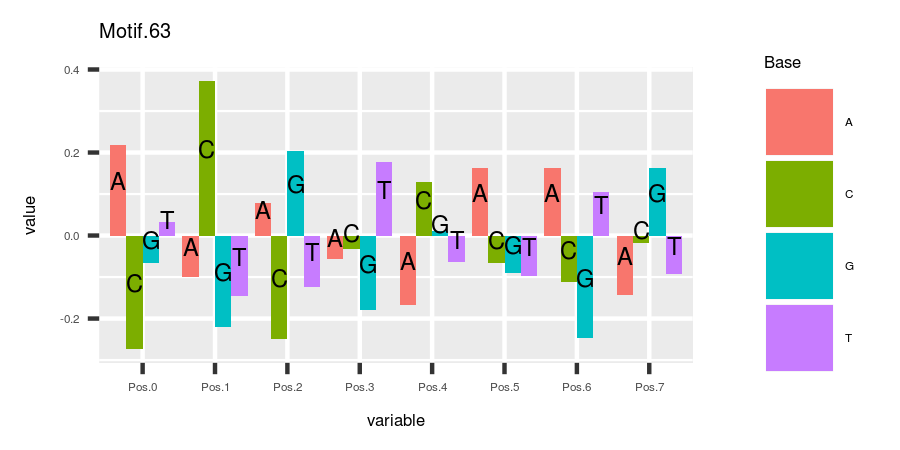 Motif.63
value
0.4
0.2
0.0
-0.2
A C G T A C G T A C G T A C G T A C G T A C G T A C G T A C G T
Pos.0 Pos.1 Pos.2 Pos.3 Pos.4 Pos.5 Pos.6 Pos.7
variable
Base
A
C
G
T